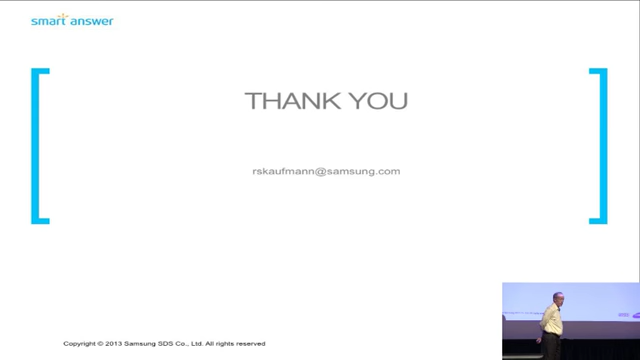 smart answer
THANK YOU
rskaufmann@samsung.com
Copyright © 2013 Samsung SDS Co., Ltd. All rights reserved